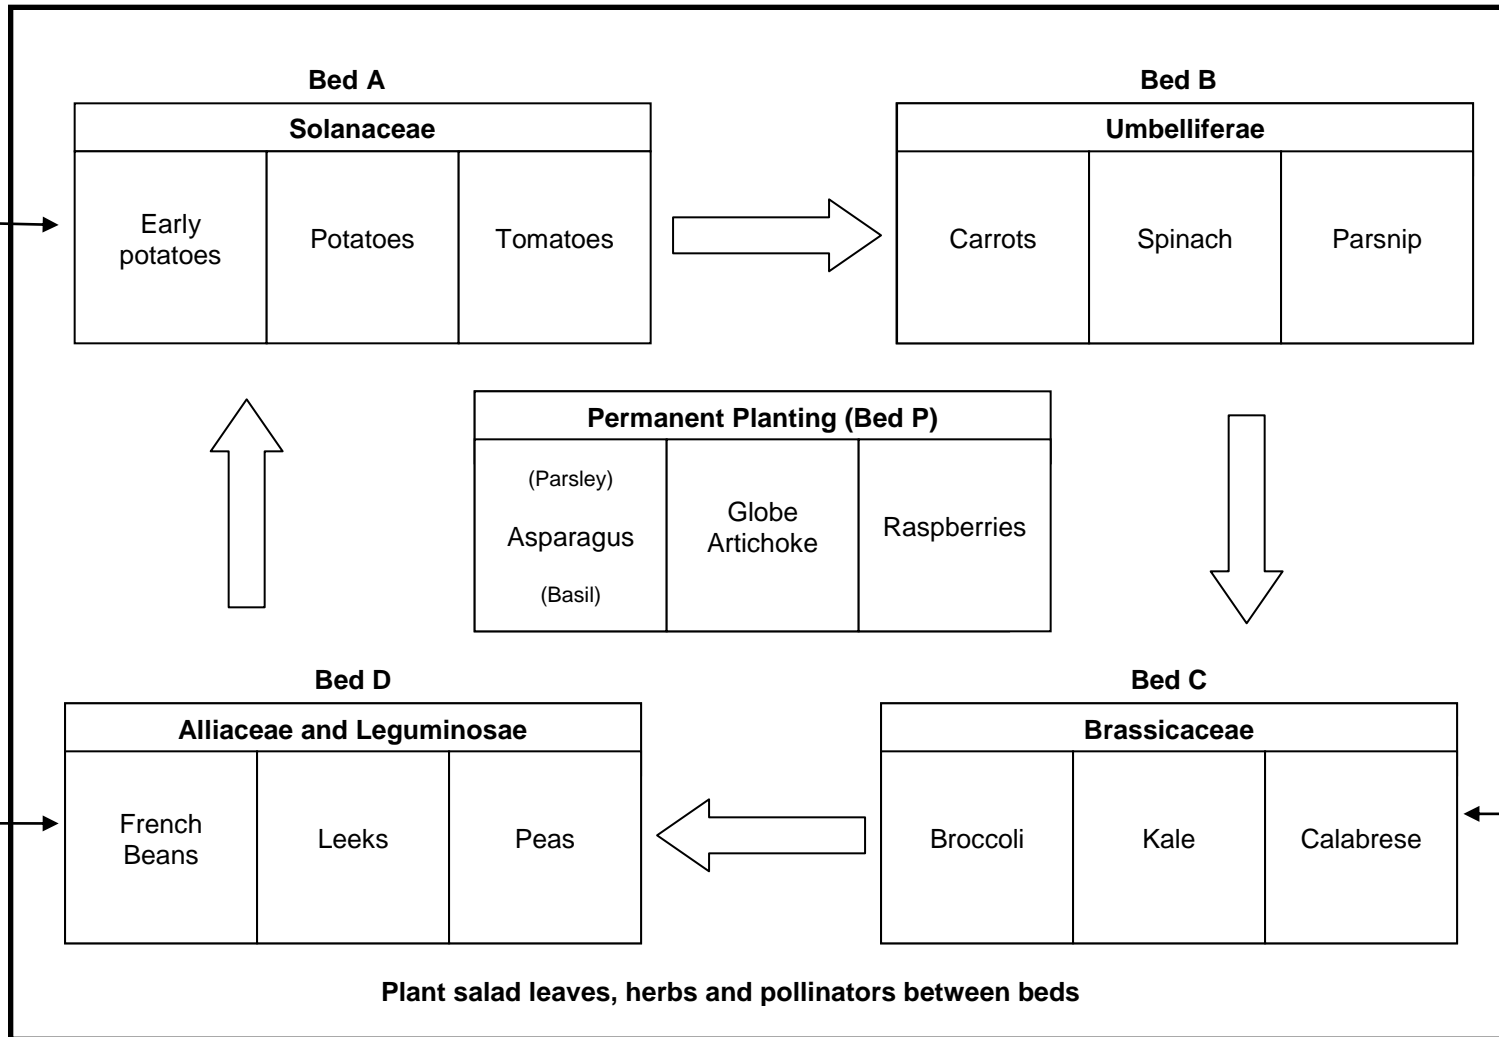 Bed A
Solanaceae
Early
potatoes
Potatoes
Tomatoes
Bed B
Umbelliferae
Carrots
Spinach
Parsnip
Permanent Planting (Bed P)
(Parsley)
Asparagus
(Basil)
Globe
Artichoke
Raspberries
Bed D
Alliaceae and Leguminosae
French
Beans
Leeks
Peas
Bed C
Brassicaceae
Broccoli
Kale
Calabrese
Plant salad leaves, herbs and pollinators between beds